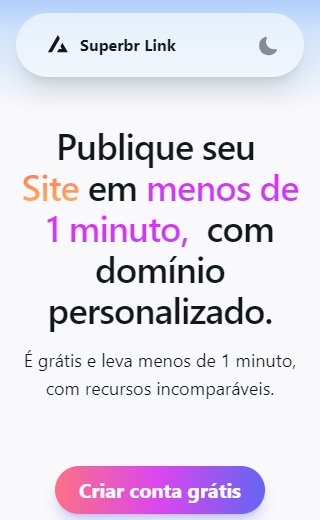 Superbr Link
Publique seu
Site em menos de
1 minuto, com
domínio
personalizado.
É grátis e leva menos de 1 minuto,
com recursos incomparáveis.
Criar conta grátis